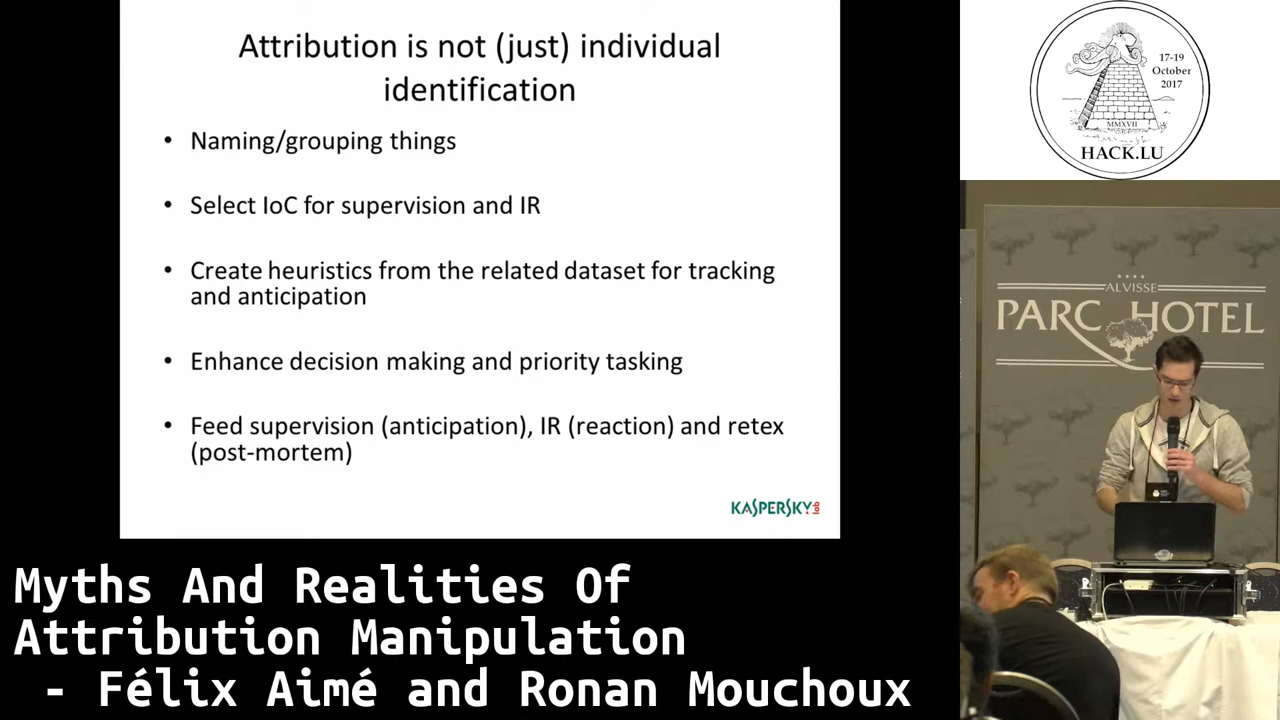 Attribution is not (just) individual
identification
• Naming/grouping things
• Select IoC for supervision and IR
• Create heuristics from the related dataset for tracking
and anticipation
• Enhance decision making and priority tasking
• Feed supervision (anticipation), IR (reaction) and retex
(post-mortem)
KASPERSKY lab
17-19
October
2017
MMXVII
HACK.LU
ALVISSE
PARC HOTEL
Myths And Realities Of
Attribution Manipulation
- Félix Aimé and Ronan Mouchoux